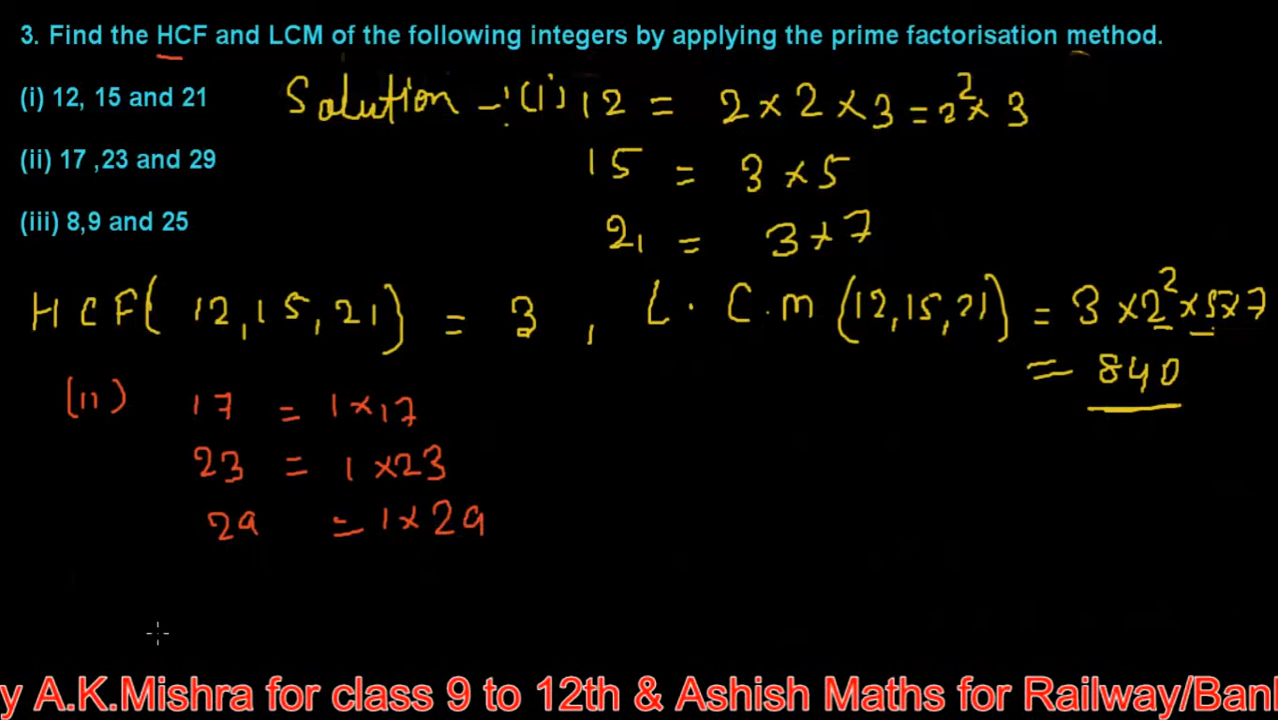 3. Find the HCF and LCM of the following integers by applying the prime factorisation method.
(i) 12, 15 and 21
(ii) 17 ,23 and 29
(iii) 8,9 and 25
Solution -: (i) 12 = 2 × 2 × 3 = 2² × 3
15 = 3 × 5
21 = 3 × 7
HCF( 12, 15, 21) = 3 , L.C.M (12, 15, 21) = 3 × 2² × 5 × 7
= 840
(ii) 17 = 1 × 17
23 = 1 × 23
29 = 1 × 29
y A.K.Mishra for class 9 to 12th & Ashish Maths for Railway/Ban